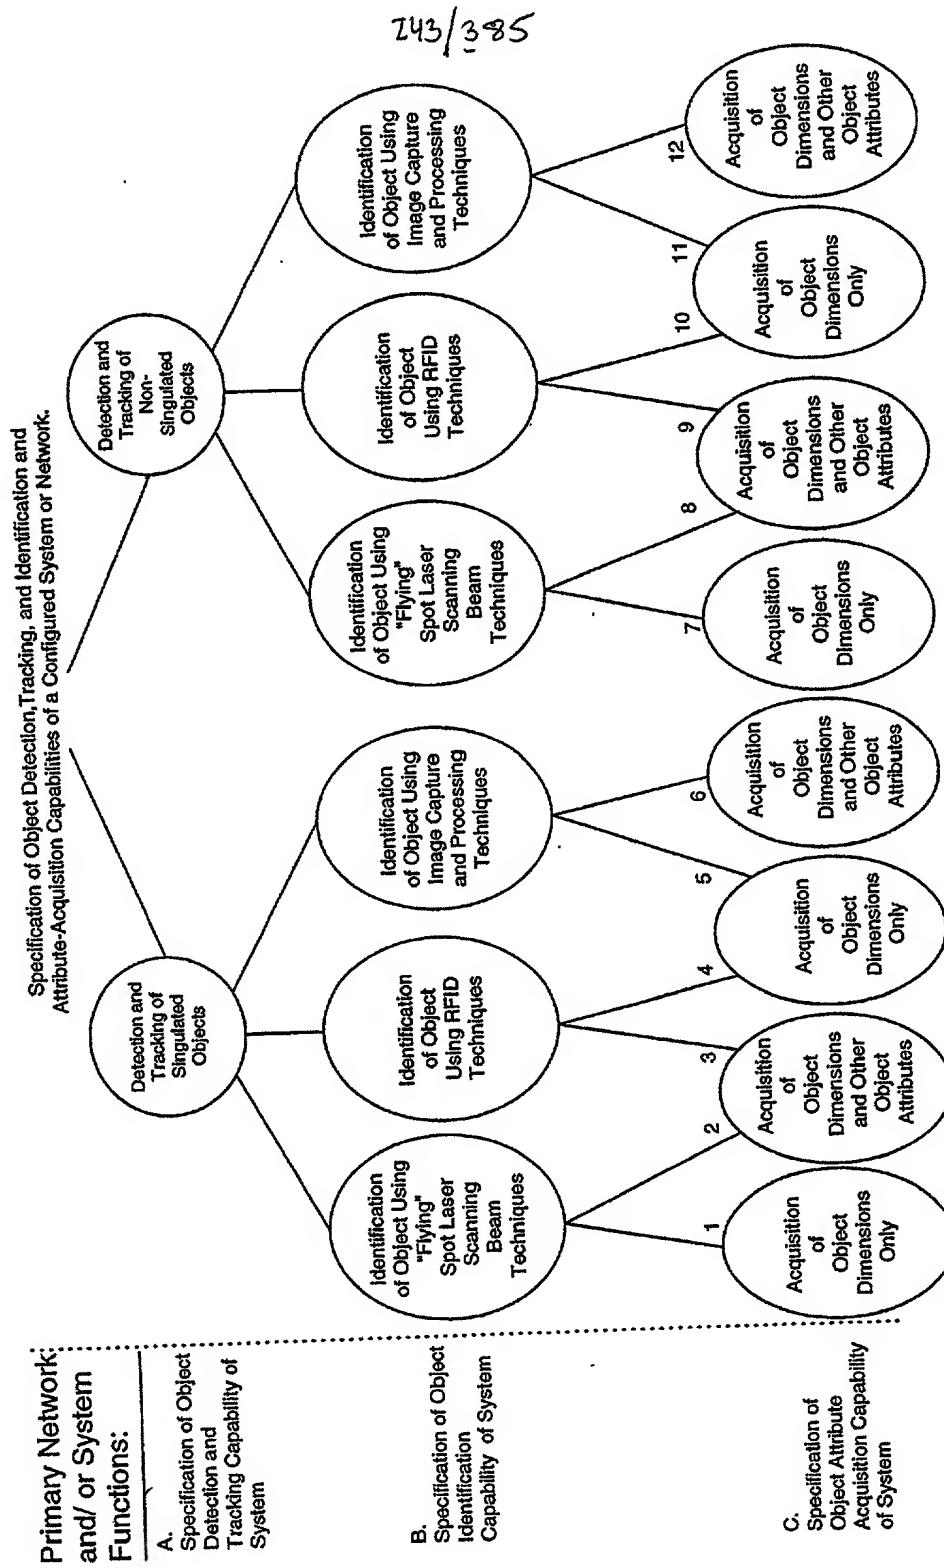 243/385
Specification of Object Detection,Tracking, and Identification and
Attribute-Acquisition Capabilities of a Configured System or Network.
Primary Network
and/ or System
Functions:
A.
Specification of Object
Detection and
Tracking Capability of
System
Detection and
Tracking of
Singulated
Objects
Detection and
Tracking of
Non-
Singulated
Objects
B.
Specification of Object
Identification
Capability of System
Identification
of Object Using
"Flying"
Spot Laser
Scanning
Beam
Techniques
Identification
of Object
Using RFID
Techniques
Identification
of Object Using
Image Capture
and Processing
Techniques
Identification
of Object Using
"Flying"
Spot Laser
Scanning
Beam
Techniques
Identification
of Object
Using RFID
Techniques
Identification
of Object Using
Image Capture
and Processing
Techniques
C.
Specification of
Object Attribute
Acquisition Capability
of System
1
Acquisition
of
Object
Dimensions
Only
2
3
Acquisition
of
Object
Dimensions
and Other
Object
Attributes
4
5
Acquisition
of
Object
Dimensions
Only
6
Acquisition
of
Object
Dimensions
and Other
Object
Attributes
7
Acquisition
of
Object
Dimensions
Only
8
9
Acquisition
of
Object
Dimensions
and Other
Object
Attributes
10
11
Acquisition
of
Object
Dimensions
Only
12
Acquisition
of
Object
Dimensions
and Other
Object
Attributes